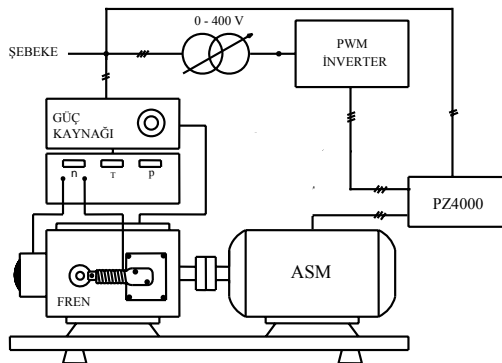 0 - 400 V
ŞEBEKE
PWM
İNVERTER
GÜÇ
KAYNAĞI
n T p
PZ4000
ASM
FREN